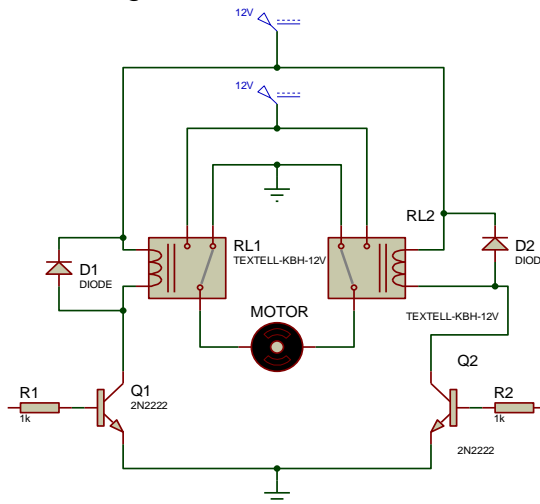 12V
12V
RL1
TEXTELL-KBH-12V
RL2
D1
DIODE
D2
DIOD
MOTOR
TEXTELL-KBH-12V
R1
1k
Q1
2N2222
Q2
2N2222
R2
1k